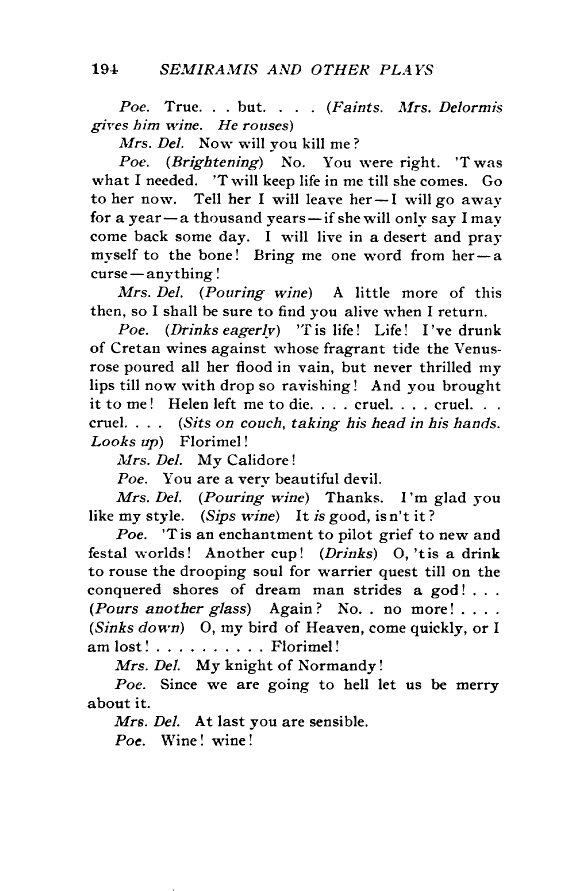 194 SEMIRAMIS AND OTHER PLAYS
Poe. True. . . but. . . . (Faints. Mrs. Delormis
gives him wine. He rouses)
Mrs. Del. Now will you kill me?
Poe. (Brightening) No. You were right. 'Twas
what I needed. 'Twill keep life in me till she comes. Go
to her now. Tell her I will leave her—I will go away
for a year—a thousand years—if she will only say I may
come back some day. I will live in a desert and pray
myself to the bone! Bring me one word from her—a
curse—anything!
Mrs. Del. (Pouring wine) A little more of this
then, so I shall be sure to find you alive when I return.
Poe. (Drinks eagerly) 'Tis life! Life! I've drunk
of Cretan wines against whose fragrant tide the Venus-
rose poured all her flood in vain, but never thrilled my
lips till now with drop so ravishing! And you brought
it to me! Helen left me to die. . . . cruel. . . . cruel. . .
cruel. . . . (Sits on couch, taking his head in his hands.
Looks up) Florimel!
Mrs. Del. My Calidore!
Poe. You are a very beautiful devil.
Mrs. Del. (Pouring wine) Thanks. I'm glad you
like my style. (Sips wine) It is good, isn't it?
Poe. 'Tis an enchantment to pilot grief to new and
festal worlds! Another cup! (Drinks) O, 'tis a drink
to rouse the drooping soul for warrier quest till on the
conquered shores of dream man strides a god! . . .
(Pours another glass) Again? No. . no more! . . . .
(Sinks down) O, my bird of Heaven, come quickly, or I
am lost! . . . . . . . . . . Florimel!
Mrs. Del. My knight of Normandy!
Poe. Since we are going to hell let us be merry
about it.
Mrs. Del. At last you are sensible.
Poe. Wine! wine!